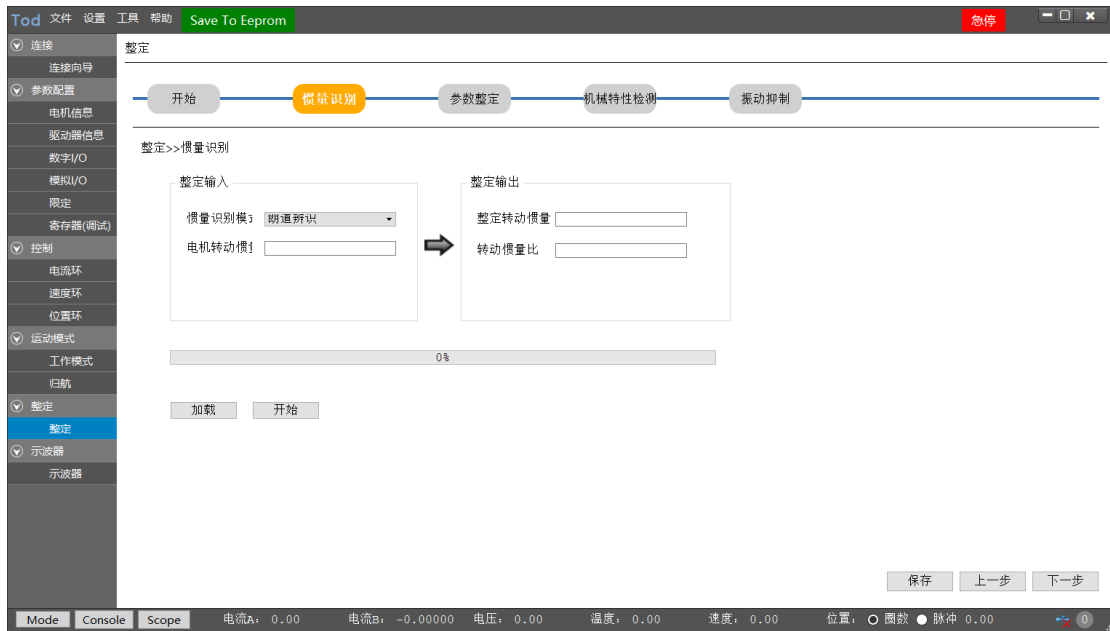 Tod 文件 设置 工具 帮助 Save To Eeprom 急停
连接
连接向导
参数配置
电机信息
驱动器信息
数字I/O
模拟I/O
限定
寄存器(调试)
控制
电流环
速度环
位置环
运动模式
工作模式
归航
整定
整定
示波器
示波器
整定
开始 惯量识别 参数整定 机械特性检测 振动抑制
整定>>惯量识别
整定输入
惯量识别模 朗道辨识
电机转动惯
整定输出
整定转动惯量
转动惯量比
0%
加载 开始
保存 上一步 下一步
Mode Console Scope 电流A: 0.00 电流B: -0.00000 电压: 0.00 温度: 0.00 速度: 0.00 位置: 圈数 脉冲 0.00 0